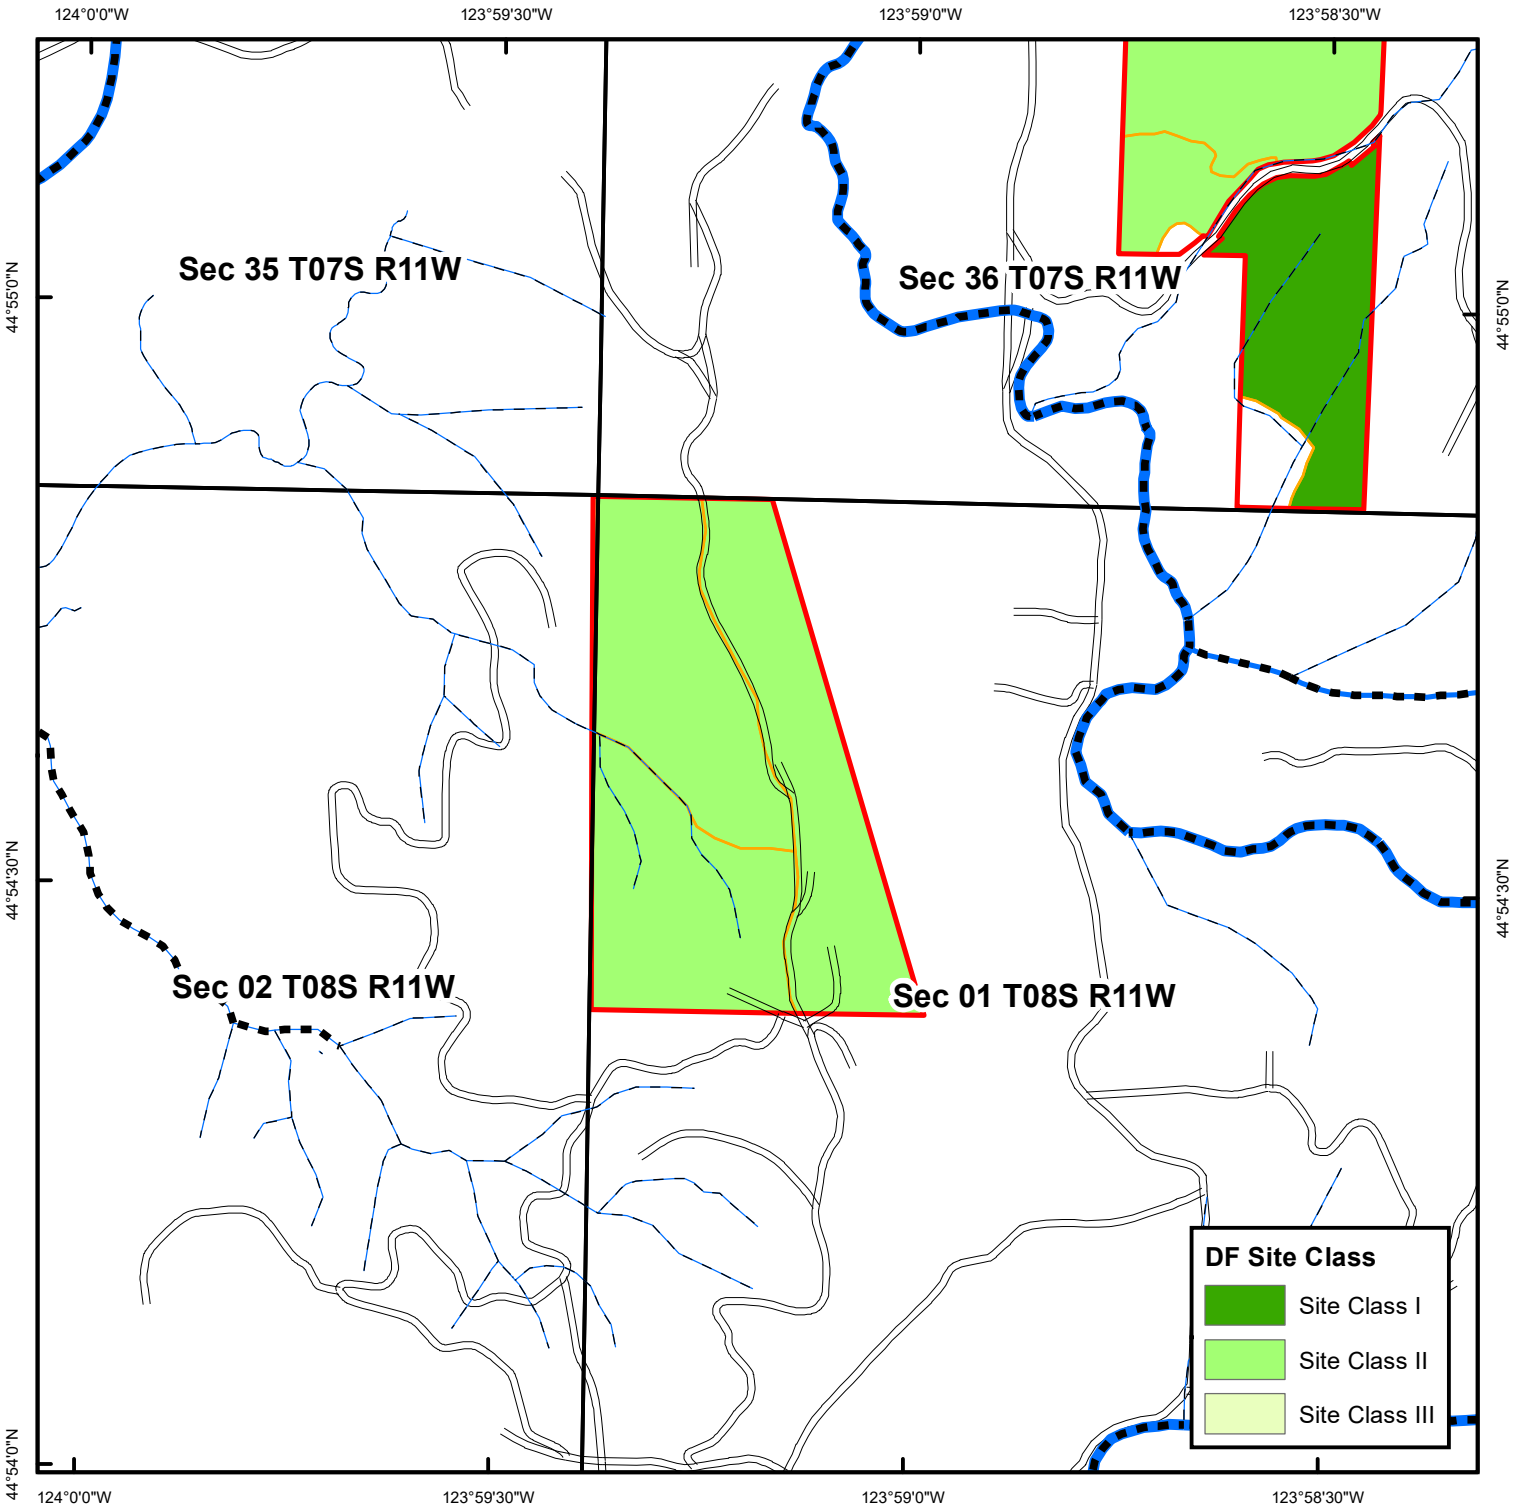 124°0'0"W 123°59'30"W 123°59'0"W 123°58'30"W
Sec 35 T07S R11W
Sec 36 T07S R11W
44°55'0"N
44°55'0"N
44°54'30"N
44°54'30"N
Sec 02 T08S R11W
Sec 01 T08S R11W
DF Site Class
Site Class I
Site Class II
Site Class III
44°54'0"N
124°0'0"W 123°59'30"W 123°59'0"W 123°58'30"W